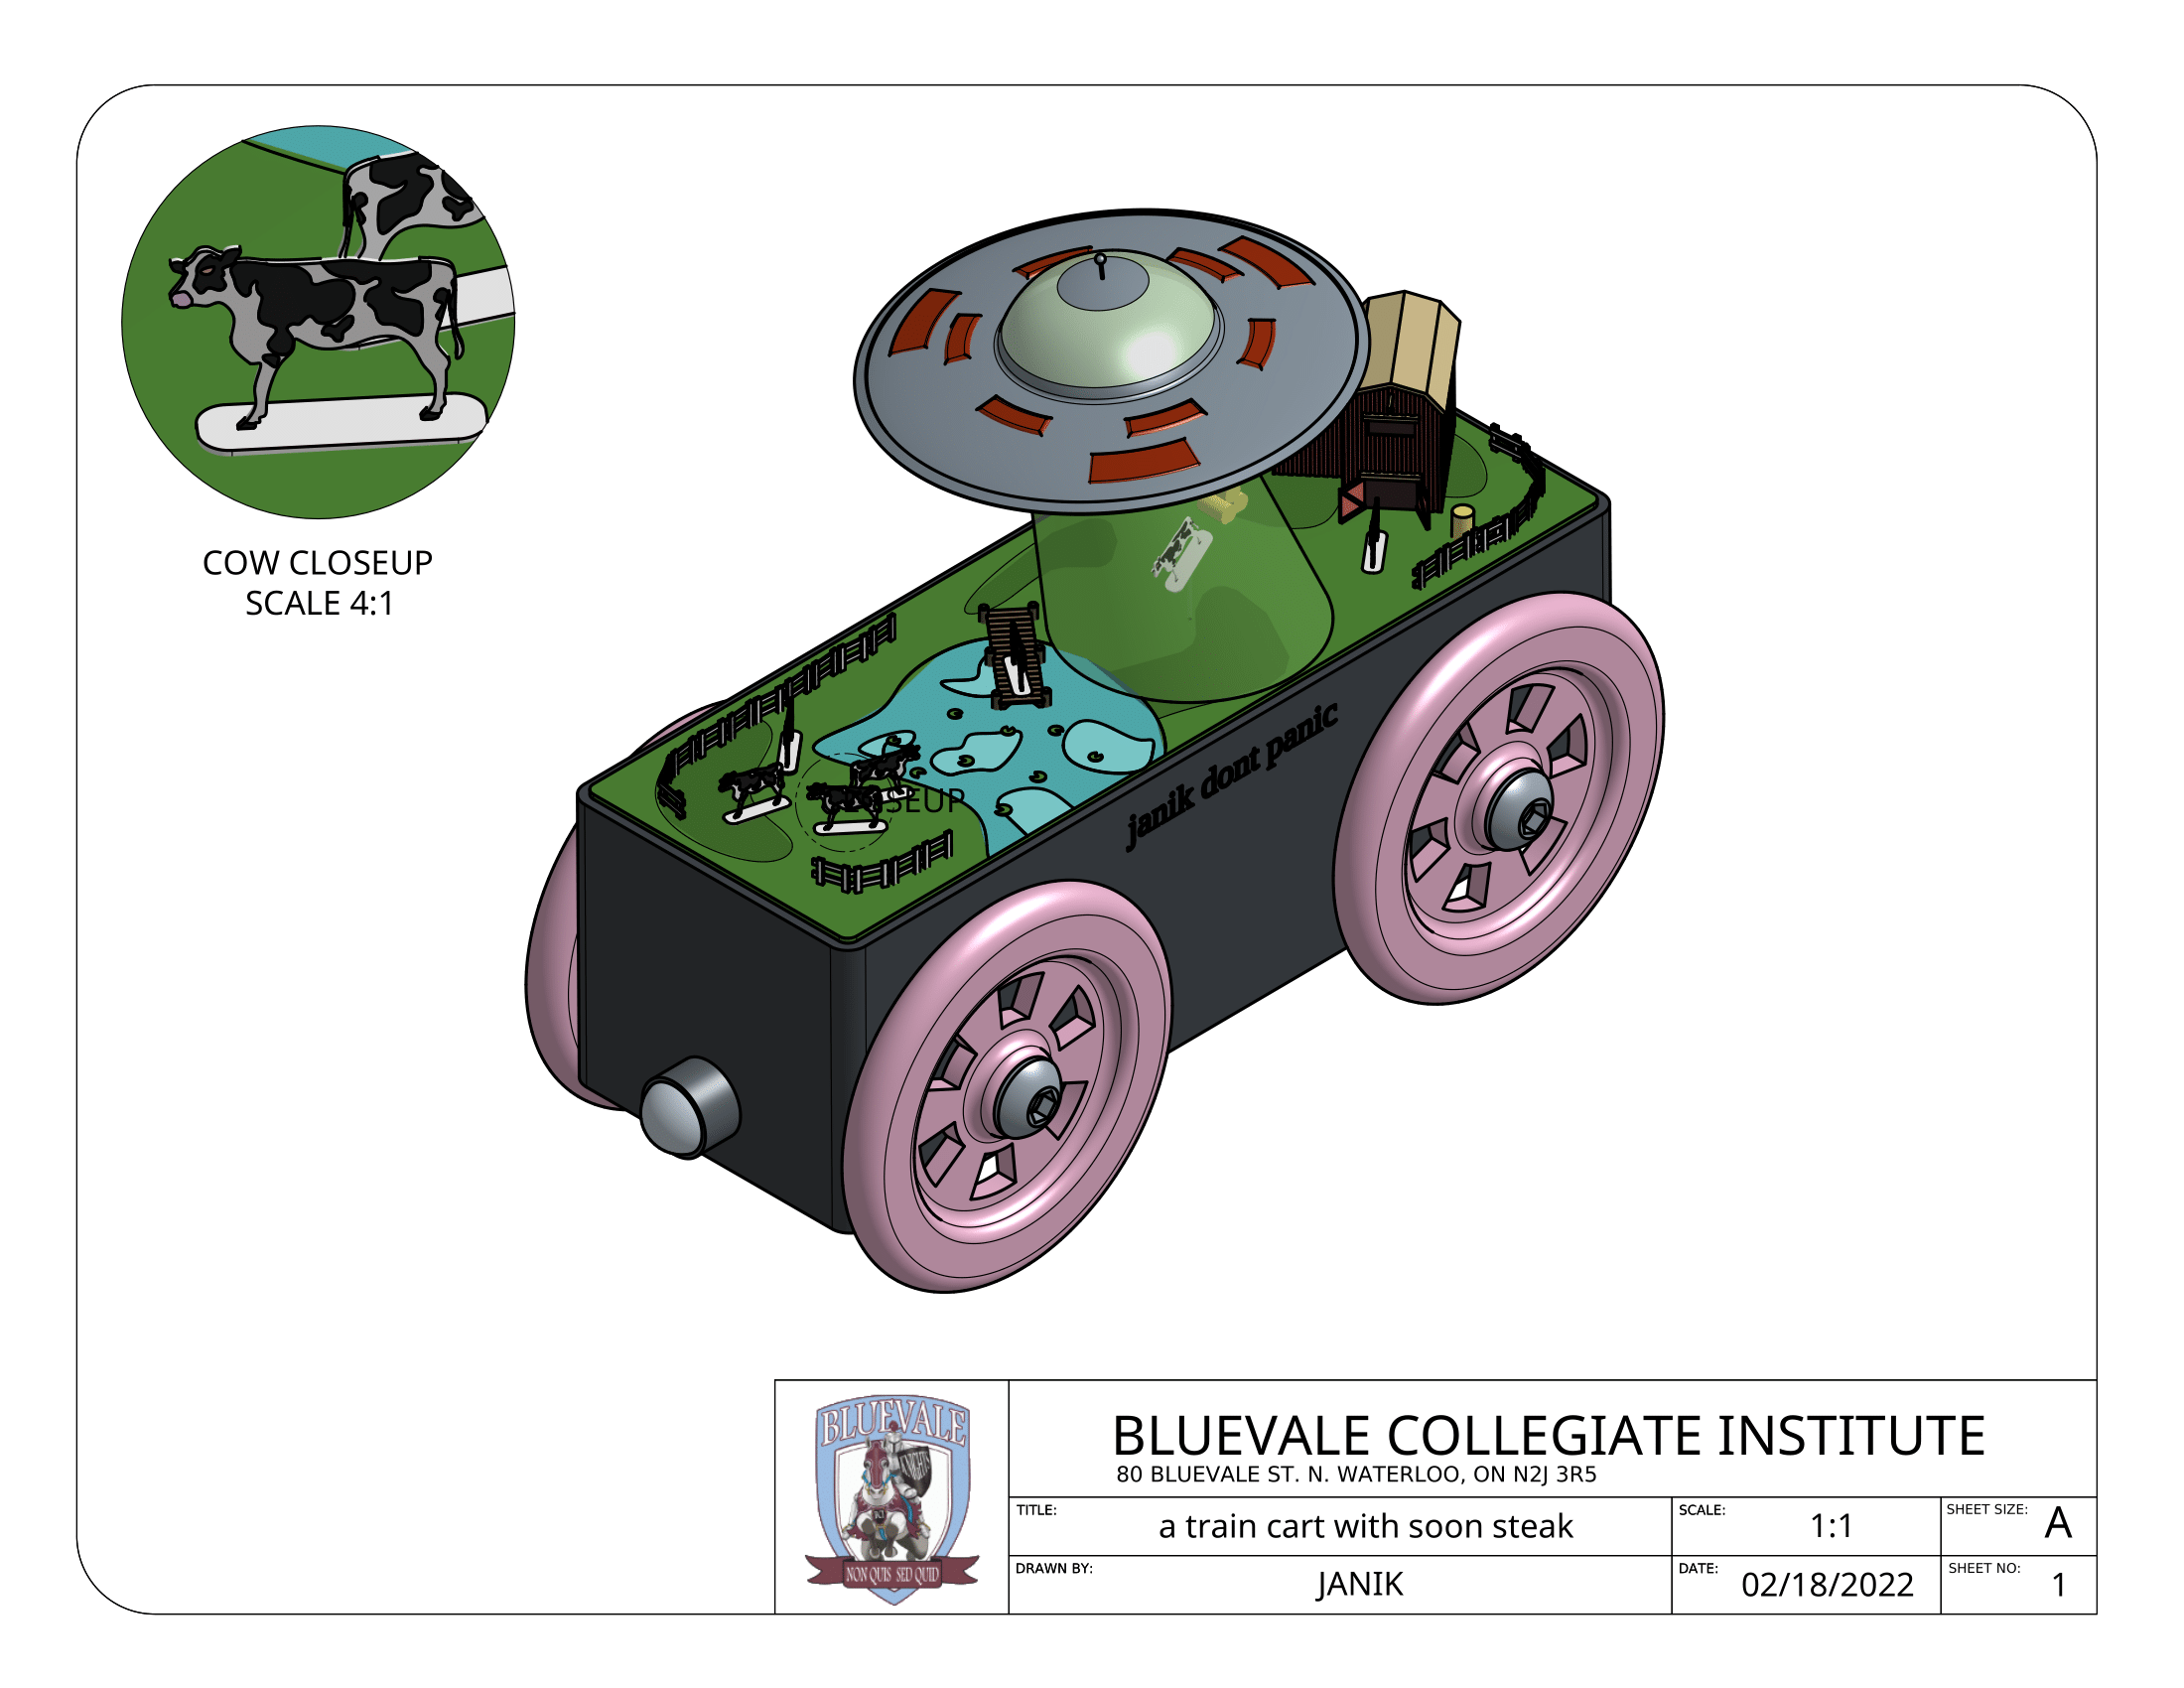 COW CLOSEUP
SCALE 4:1
janik dont panic
BLUEVALE
KNIGHTS
BCI
NON QUIS SED QUID
BLUEVALE COLLEGIATE INSTITUTE
80 BLUEVALE ST. N. WATERLOO, ON N2J 3R5
TITLE: a train cart with soon steak
SCALE: 1:1
SHEET SIZE: A
DRAWN BY: JANIK
DATE: 02/18/2022
SHEET NO: 1